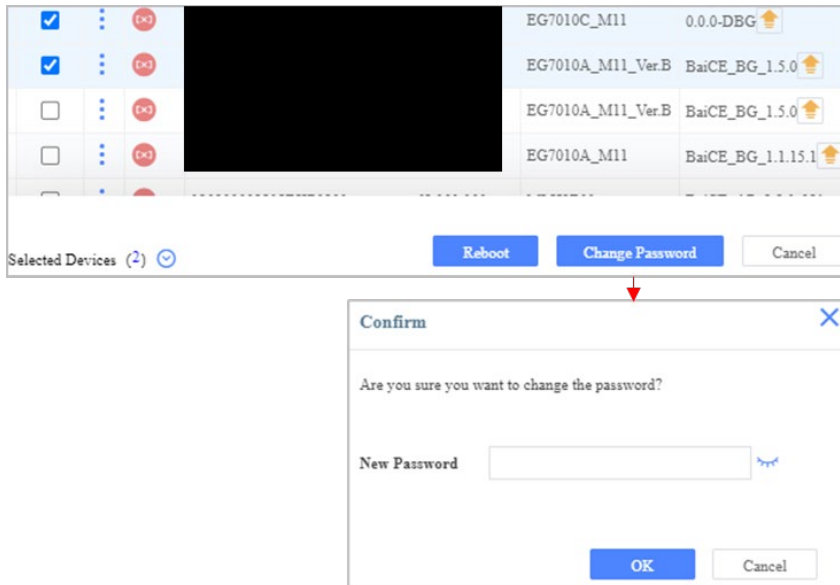 EG7010C_M11 0.0.0-DBG
EG7010A_M11_Ver.B BaiCE_BG_1.5.0
EG7010A_M11_Ver.B BaiCE_BG_1.5.0
EG7010A_M11 BaiCE_BG_1.1.15.1
Selected Devices (2) Reboot Change Password Cancel
Confirm
Are you sure you want to change the password?
New Password
OK Cancel